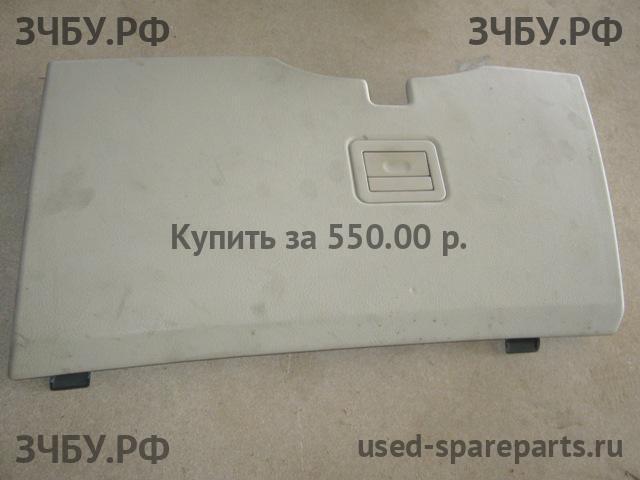 ЗЧБУ.РФ
ЗЧБУ.РФ
Купить за 550.00 р.
ЗЧБУ.РФ
used-spareparts.ru